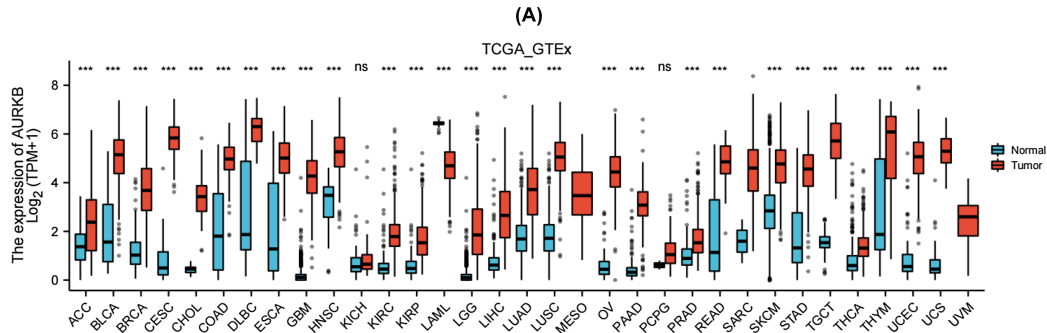 (A)
TCGA_GTEx
*** *** *** *** *** *** *** *** *** *** ns *** *** *** *** *** *** *** *** *** ns *** *** *** *** *** *** *** *** ***
The expression of AURKB
Log2 (TPM+1)
8
6
4
2
0
Normal
Tumor
ACC BLCA BRCA CESC CHOL COAD DLBC ESCA GBM HNSC KICH KIRC KIRP LAML LGG LIHC LUAD LUSC MESO OV PAAD PCPG PRAD READ SARC SKCM STAD TGCT THCA THYM UCEC UCS UVM